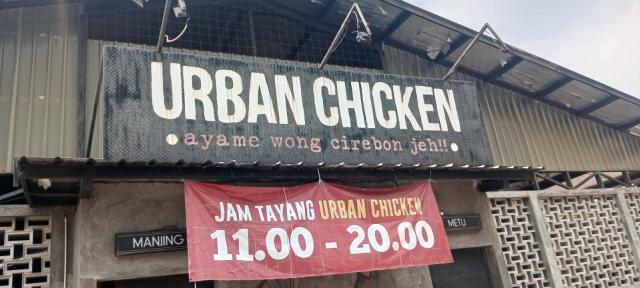 URBAN CHICKEN
ayame wong cirebon jeh!!
JAM TAYANG URBAN CHICKEN
11.00 - 20.00
MANJING
METU